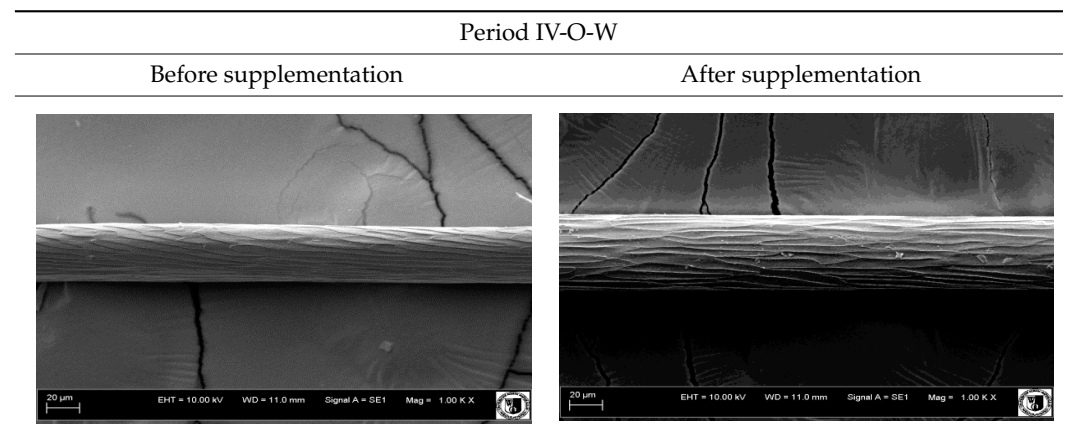 Period IV-O-W
Before supplementation
After supplementation
20 µm
EHT = 10.00 kV WD = 11.0 mm Signal A = SE1 Mag = 1.00 K X
20 µm
EHT = 10.00 kV WD = 11.0 mm Signal A = SE1 Mag = 1.00 K X